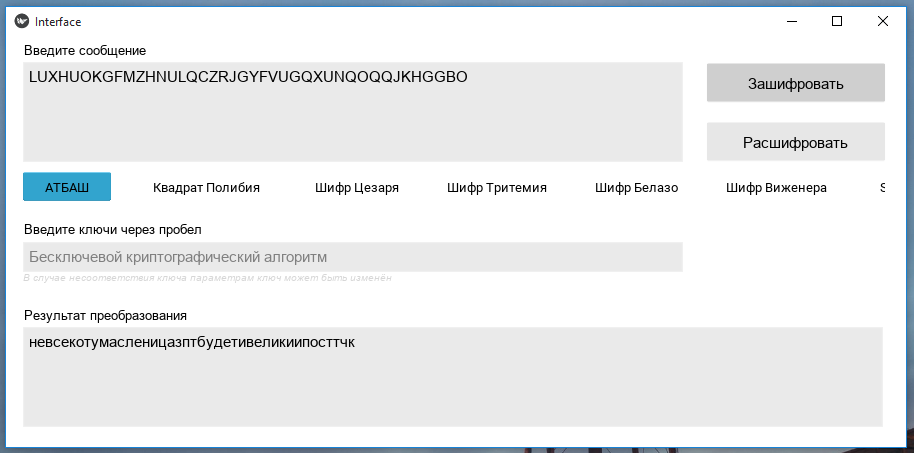 Interface
Введите сообщение
LUXHUOKGFMZHNULQCZRJGYFVUGQXUNQOQQJKHGGBO
Зашифровать
Расшифровать
АТБАШ Квадрат Полибия Шифр Цезаря Шифр Тритемия Шифр Белазо Шифр Виженера
Введите ключи через пробел
Бесключевой криптографический алгоритм
В случае несоответствия ключа параметрам ключ может быть изменён
Результат преобразования
невсекотумасленицазптбудетивеликиипосттчк